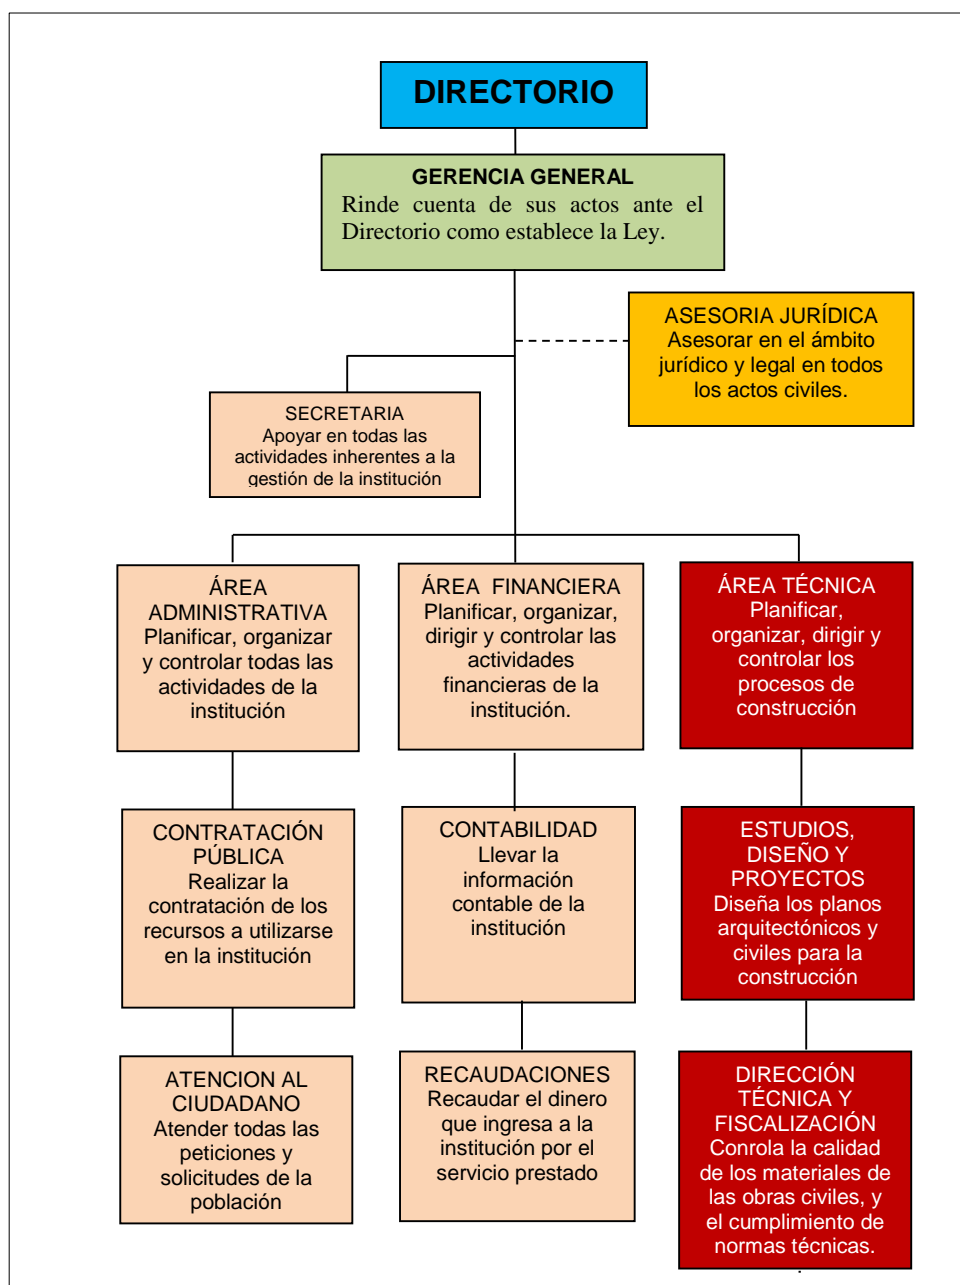 DIRECTORIO
GERENCIA GENERAL
Rinde cuenta de sus actos ante el
Directorio como establece la Ley.
ASESORIA JURÍDICA
Asesorar en el ámbito
jurídico y legal en todos
los actos civiles.
SECRETARIA
Apoyar en todas las
actividades inherentes a la
gestión de la institución
ÁREA
ADMINISTRATIVA
Planificar, organizar
y controlar todas las
actividades de la
institución
ÁREA FINANCIERA
Planificar, organizar,
dirigir y controlar las
actividades
financieras de la
institución.
ÁREA TÉCNICA
Planificar,
organizar, dirigir y
controlar los
procesos de
construcción
CONTRATACIÓN
PÚBLICA
Realizar la
contratación de los
recursos a utilizarse
en la institución
CONTABILIDAD
Llevar la
información
contable de la
institución
ESTUDIOS,
DISEÑO Y
PROYECTOS
Diseña los planos
arquitectónicos y
civiles para la
construcción
ATENCION AL
CIUDADANO
Atender todas las
peticiones y
solicitudes de la
población
RECAUDACIONES
Recaudar el dinero
que ingresa a la
institución por el
servicio prestado
DIRECCIÓN
TÉCNICA Y
FISCALIZACIÓN
Conrola la calidad
de los materiales de
las obras civiles, y
el cumplimiento de
normas técnicas.
.